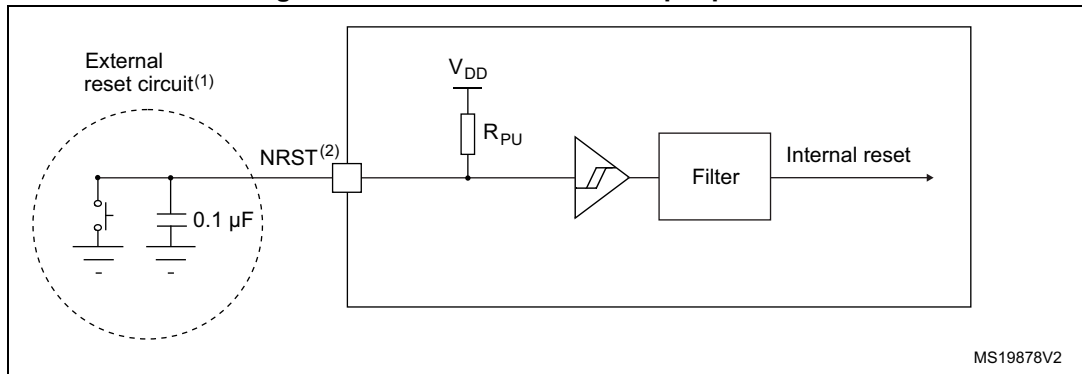 External
reset circuit(1)
VDD
RPU
NRST(2)
0.1 µF
Filter
Internal reset
MS19878V2